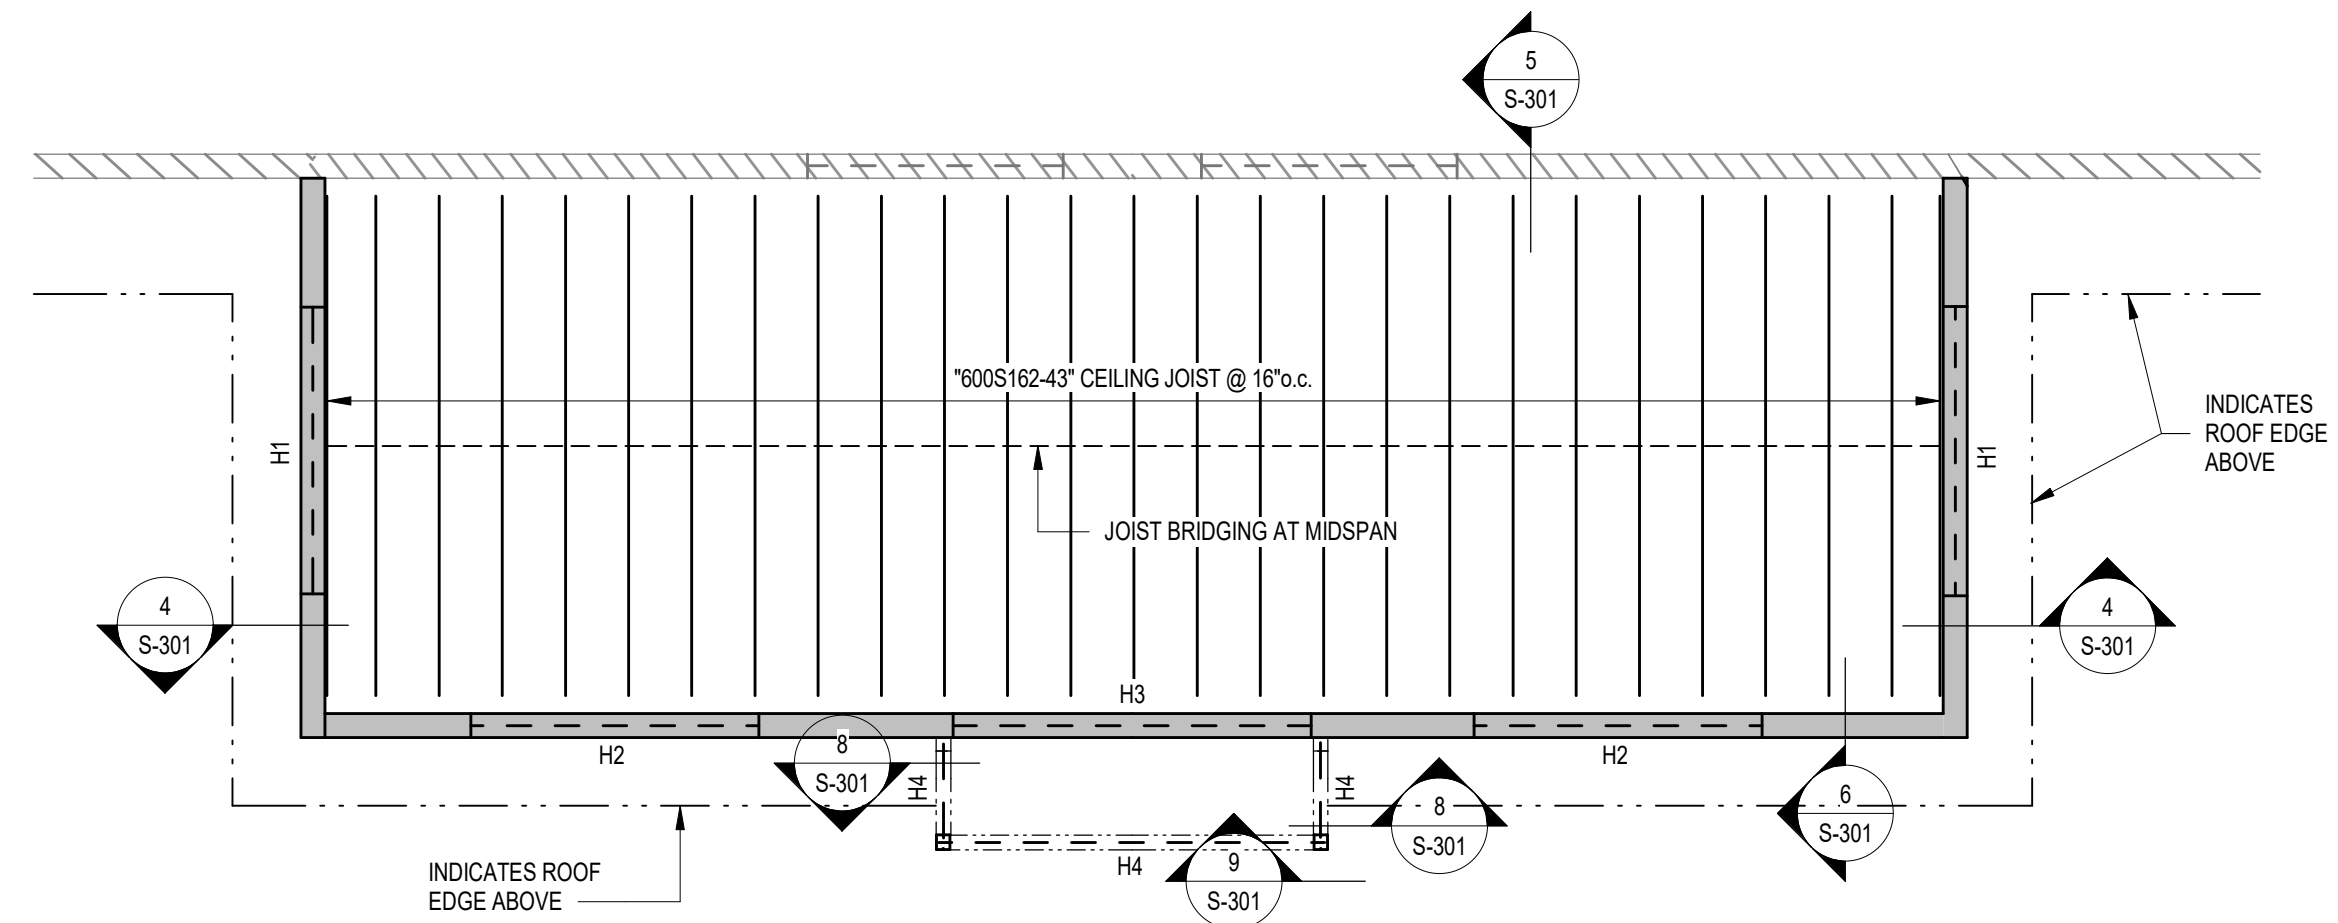 5
S-301
"600S162-43" CEILING JOIST @ 16"o.c.
INDICATES
ROOF EDGE
ABOVE
H1
H1
JOIST BRIDGING AT MIDSPAN
4
S-301
4
S-301
H3
H2
8
S-301
H4
H4
H2
8
S-301
6
S-301
H4
9
S-301
INDICATES ROOF
EDGE ABOVE